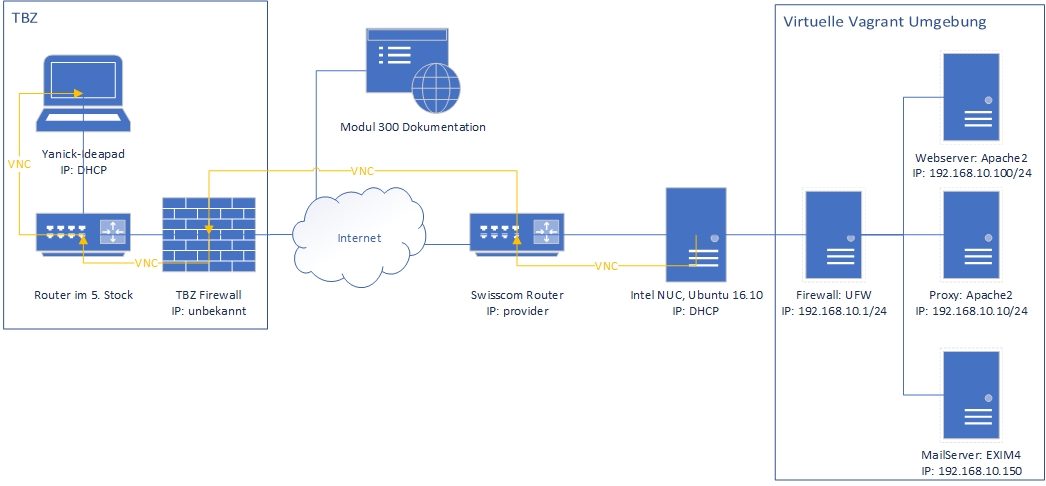 TBZ
Yanick-Ideapad
IP: DHCP
VNC
Router im 5. Stock
VNC
TBZ Firewall
IP: unbekannt
Modul 300 Dokumentation
VNC
Internet
Swisscom Router
IP: provider
VNC
Intel NUC, Ubuntu 16.10
IP: DHCP
Virtuelle Vagrant Umgebung
Webserver: Apache2
IP: 192.168.10.100/24
Firewall: UFW
IP: 192.168.10.1/24
Proxy: Apache2
IP: 192.168.10.10/24
MailServer: EXIM4
IP: 192.168.10.150